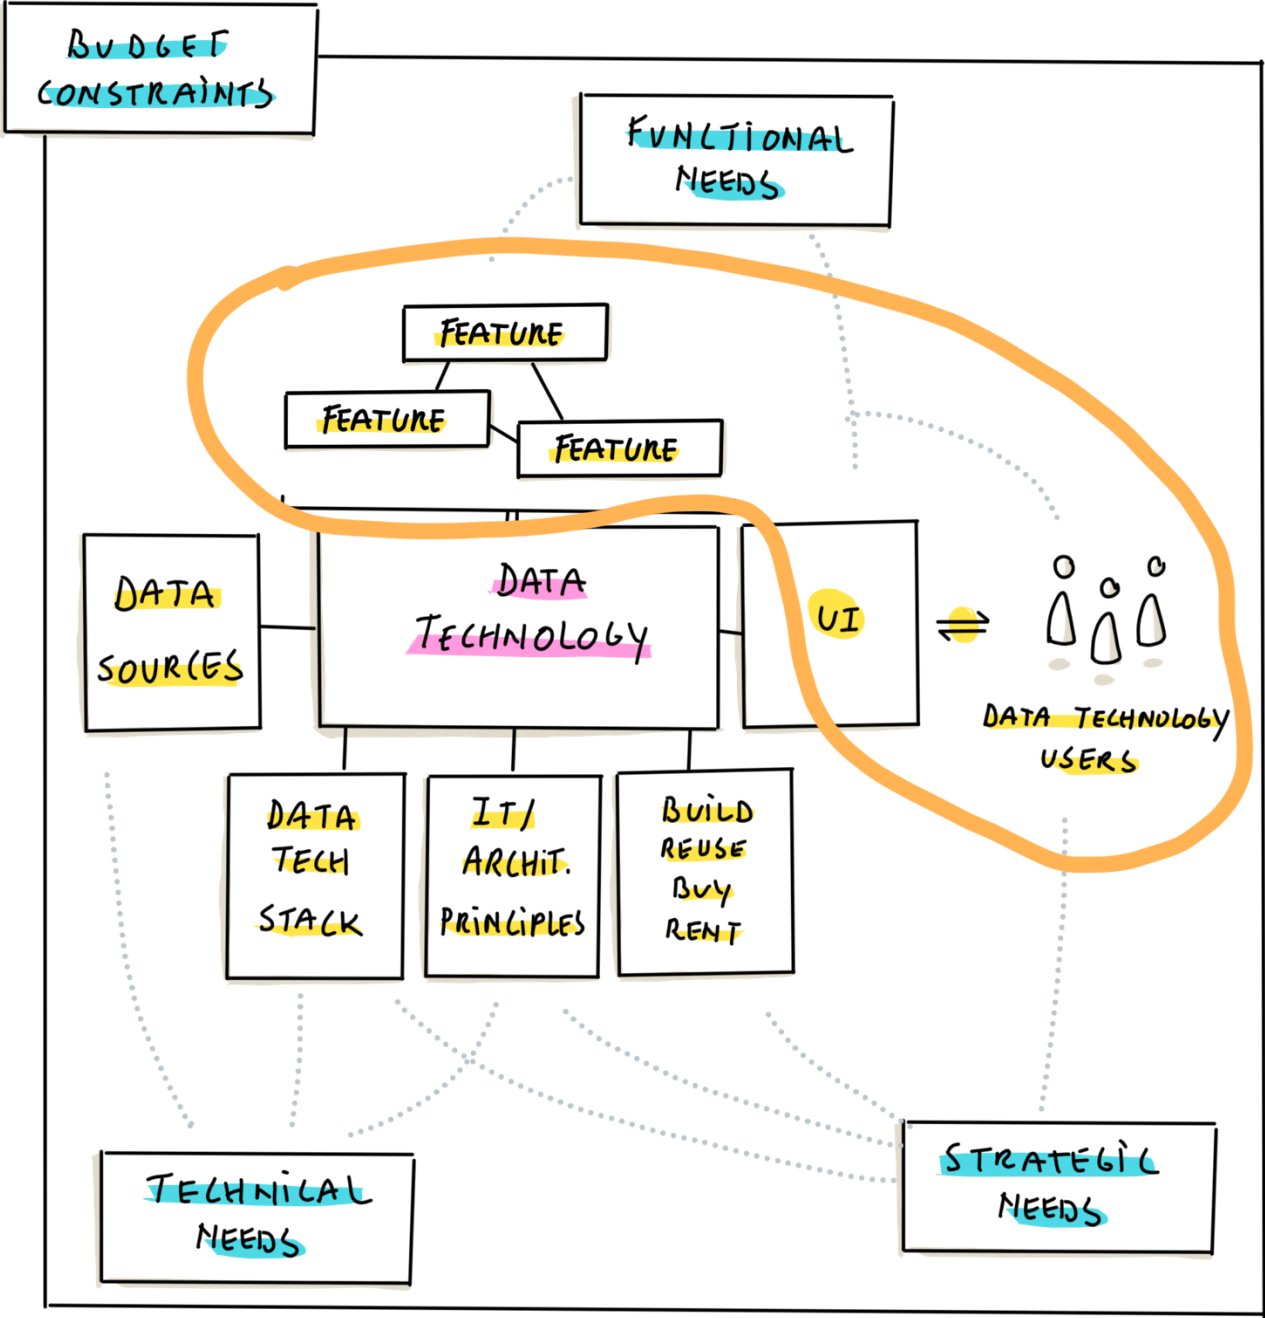 BUDGET
CONSTRAINTS
FUNCTIONAL
NEEDS
FEATURE
FEATURE
FEATURE
DATA
SOURCES
DATA
TECHNOLOGY
UI
DATA TECHNOLOGY
USERS
DATA
TECH
STACK
IT/
ARCHIT.
PRINCIPLES
BUILD
REUSE
BUY
RENT
TECHNICAL
NEEDS
STRATEGIC
NEEDS